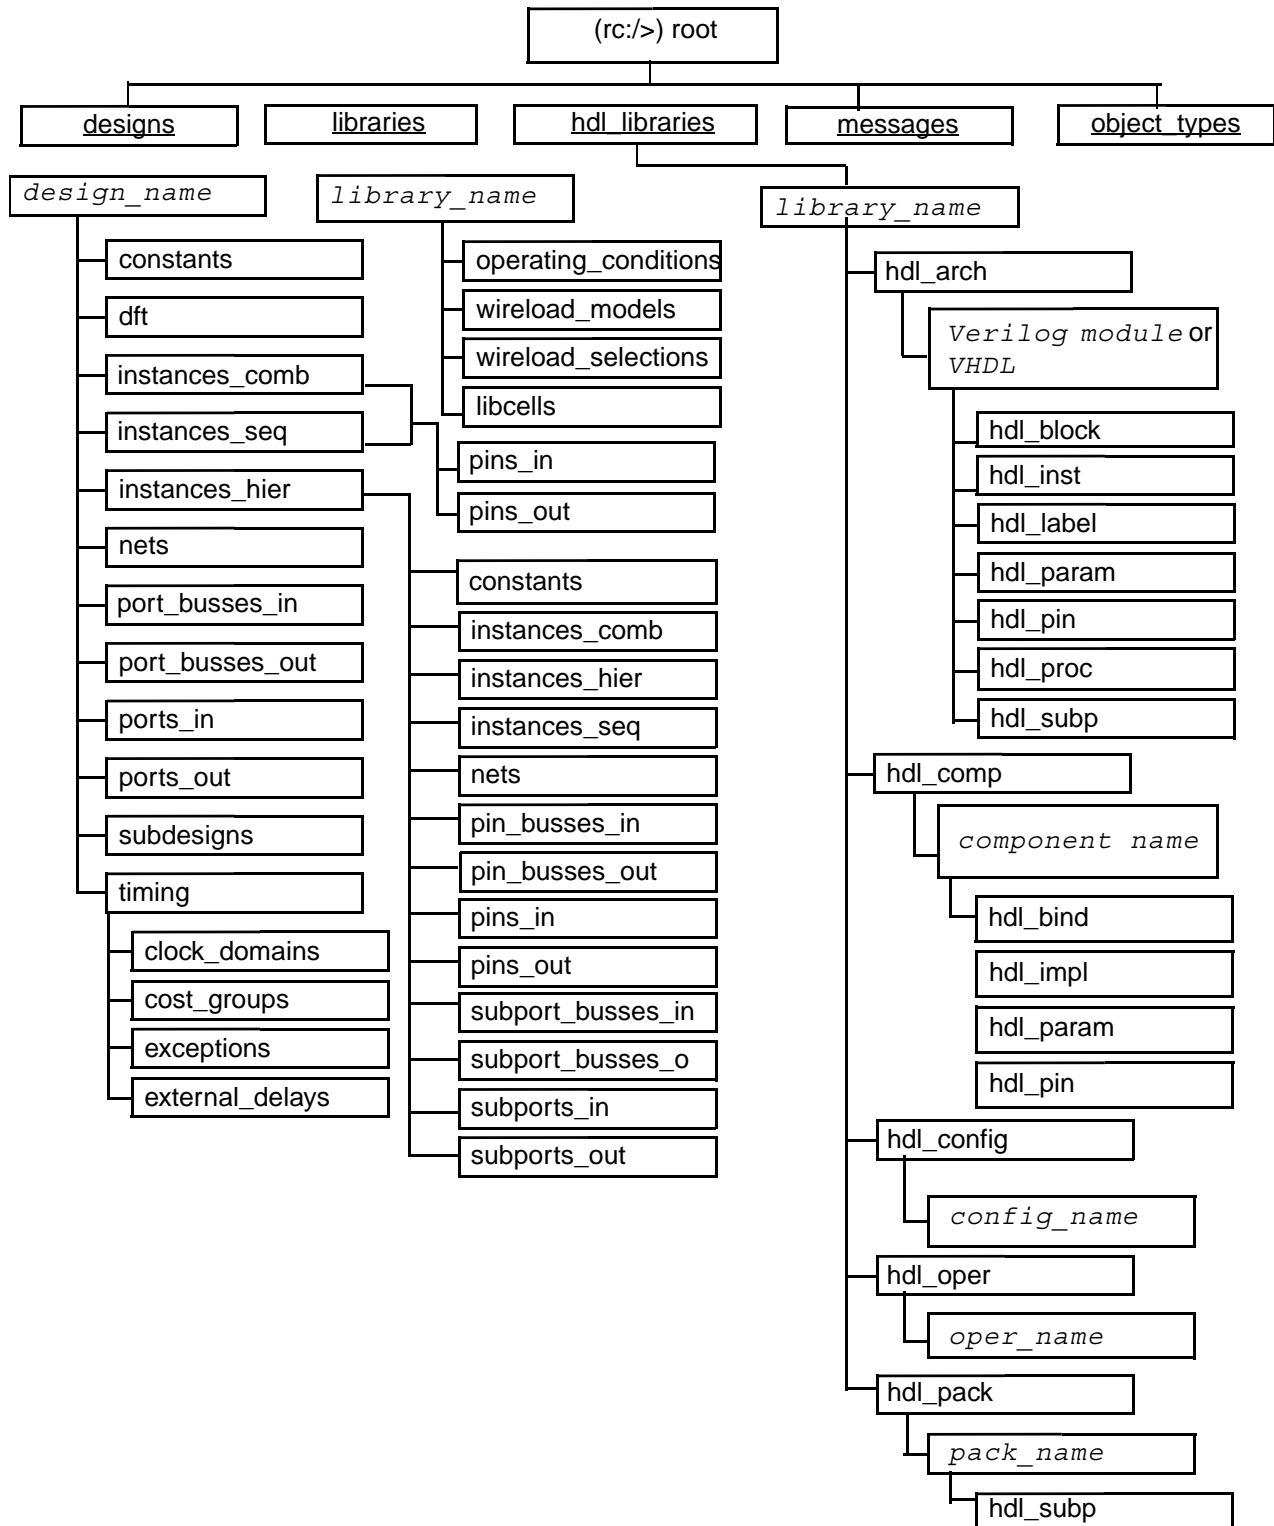 (rc:/>) root
designs
libraries
hdl_libraries
messages
object_types
design_name
constants
dft
instances_comb
instances_seq
instances_hier
nets
port_busses_in
port_busses_out
ports_in
ports_out
subdesigns
timing
clock_domains
cost_groups
exceptions
external_delays
library_name
operating_conditions
wireload_models
wireload_selections
libcells
pins_in
pins_out
constants
instances_comb
instances_hier
instances_seq
nets
pin_busses_in
pin_busses_out
pins_in
pins_out
subport_busses_in
subport_busses_o
subports_in
subports_out
library_name
hdl_arch
Verilog module or
VHDL
hdl_block
hdl_inst
hdl_label
hdl_param
hdl_pin
hdl_proc
hdl_subp
hdl_comp
component name
hdl_bind
hdl_impl
hdl_param
hdl_pin
hdl_config
config_name
hdl_oper
oper_name
hdl_pack
pack_name
hdl_subp